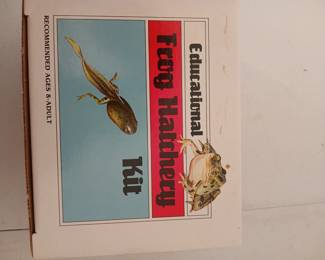 Educational
Frog Hatchery
Kit
RECOMMENDED AGES 8-ADULT